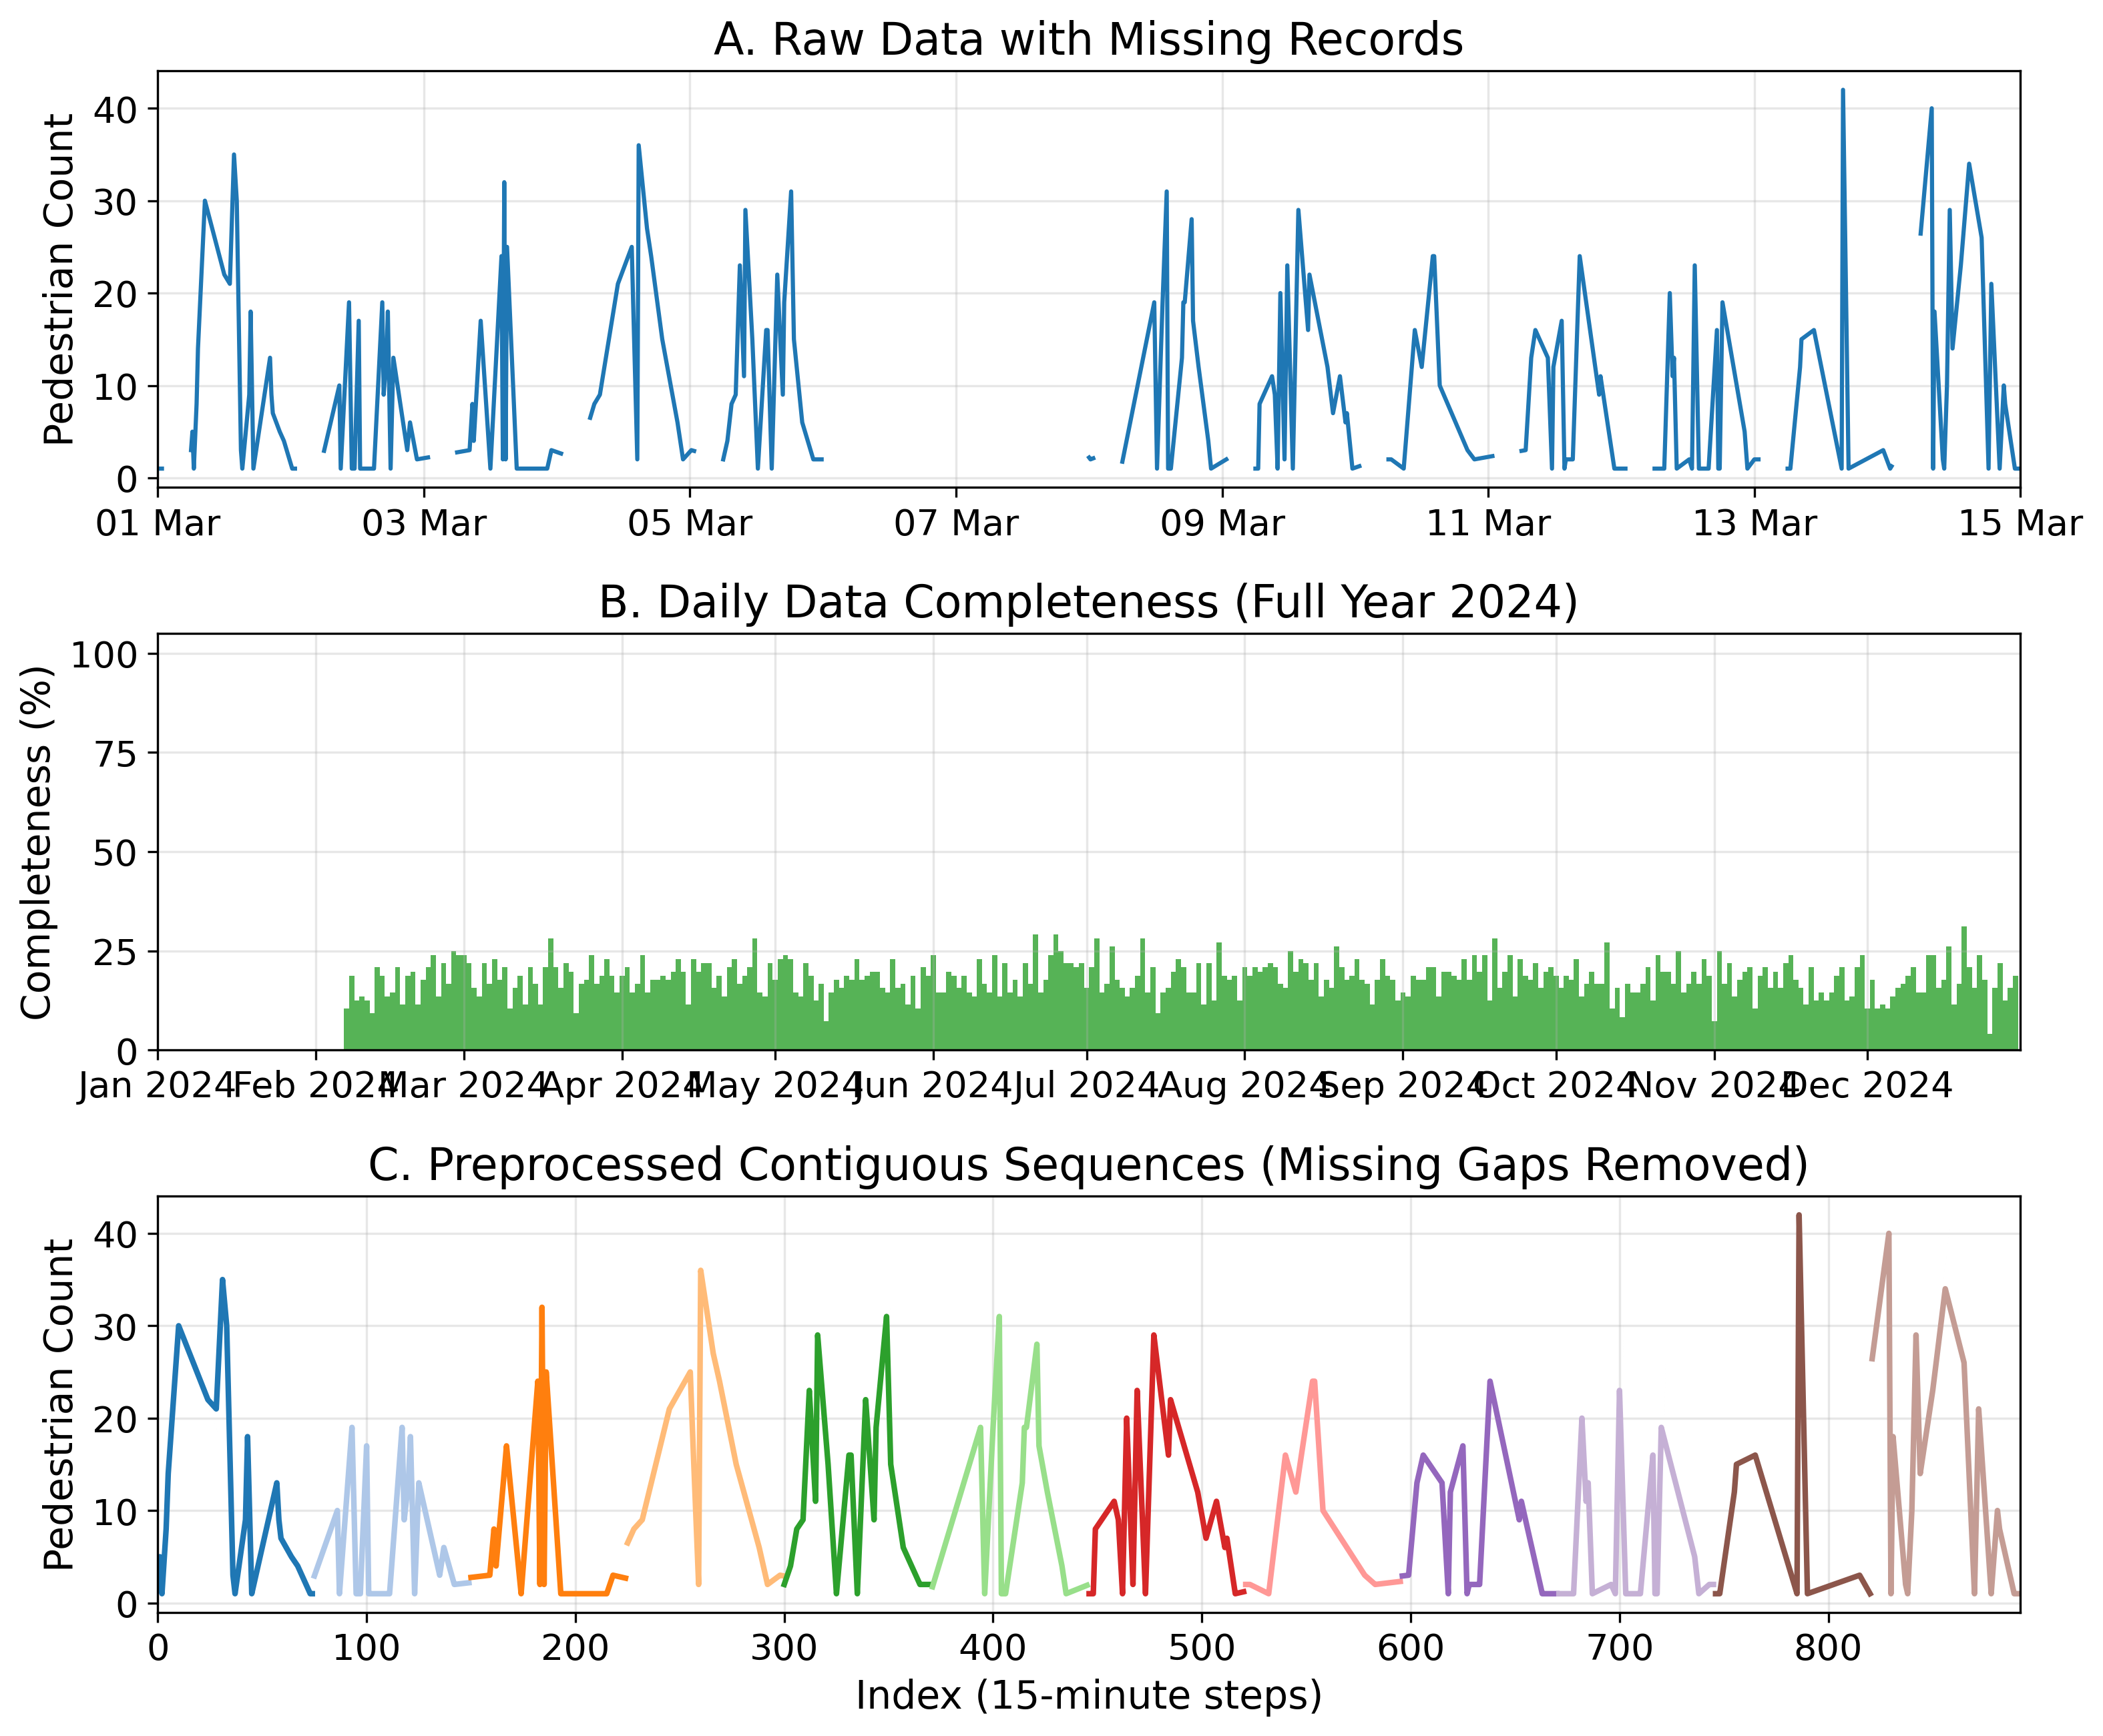 A. Raw Data with Missing Records
Pedestrian Count
40
30
20
10
0
01 Mar 03 Mar 05 Mar 07 Mar 09 Mar 11 Mar 13 Mar 15 Mar
B. Daily Data Completeness (Full Year 2024)
Completeness (%)
100
75
50
25
0
Jan 2024 Feb 2024 Mar 2024 Apr 2024 May 2024 Jun 2024 Jul 2024 Aug 2024 Sep 2024 Oct 2024 Nov 2024 Dec 2024
C. Preprocessed Contiguous Sequences (Missing Gaps Removed)
Pedestrian Count
40
30
20
10
0
0 100 200 300 400 500 600 700 800
Index (15-minute steps)